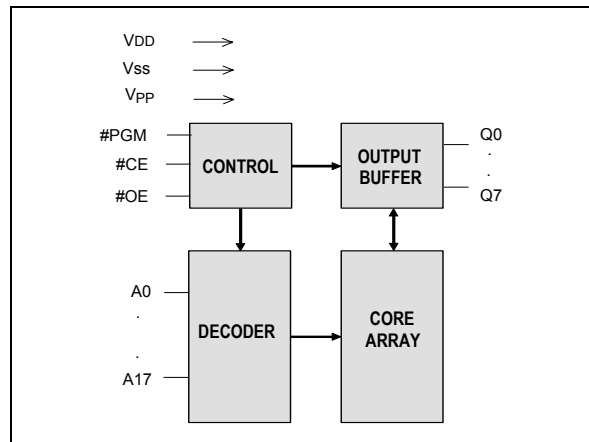 VDD
Vss
VPP
#PGM
#CE
#OE
CONTROL
OUTPUT
BUFFER
Q0
.
.
Q7
A0
.
.
A17
DECODER
CORE
ARRAY